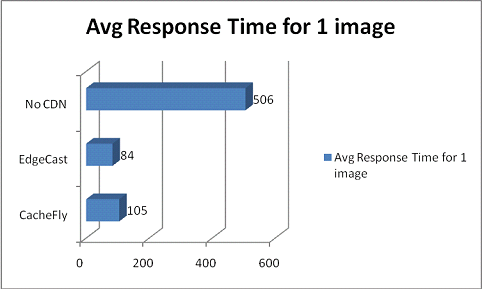 Avg Response Time for 1 image
No CDN
506
EdgeCast
84
CacheFly
105
0 200 400 600
Avg Response Time for 1
image